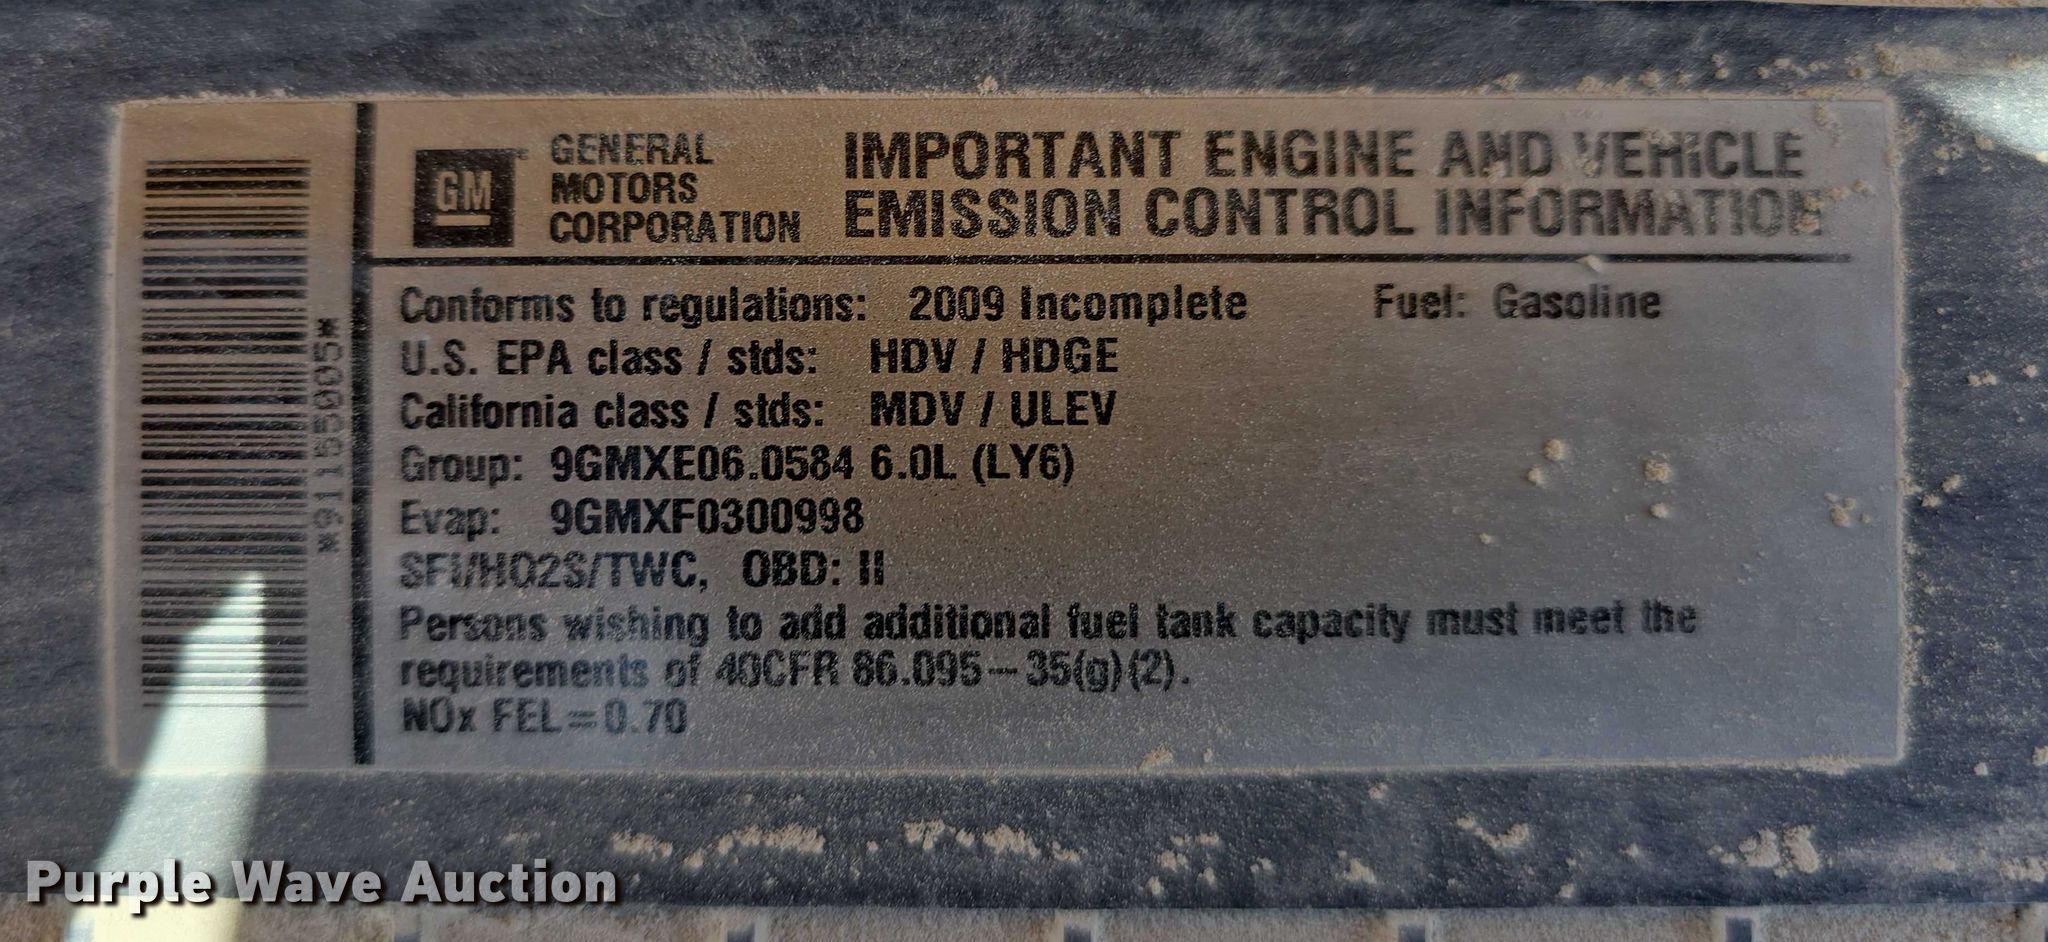 *91155005*
GM
GENERAL
MOTORS
CORPORATION
IMPORTANT ENGINE AND VEHICLE
EMISSION CONTROL INFORMATION
Conforms to regulations: 2009 Incomplete Fuel: Gasoline
U.S. EPA class / stds: HDV / HDGE
California class / stds: MDV / ULEV
Group: 9GMXE06.0584 6.0L (LY6)
Evap: 9GMXF0300998
SFI/HO2S/TWC, OBD: II
Persons wishing to add additional fuel tank capacity must meet the
requirements of 40CFR 86.095-35(g)(2).
NOx FEL=0.70
Purple Wave Auction